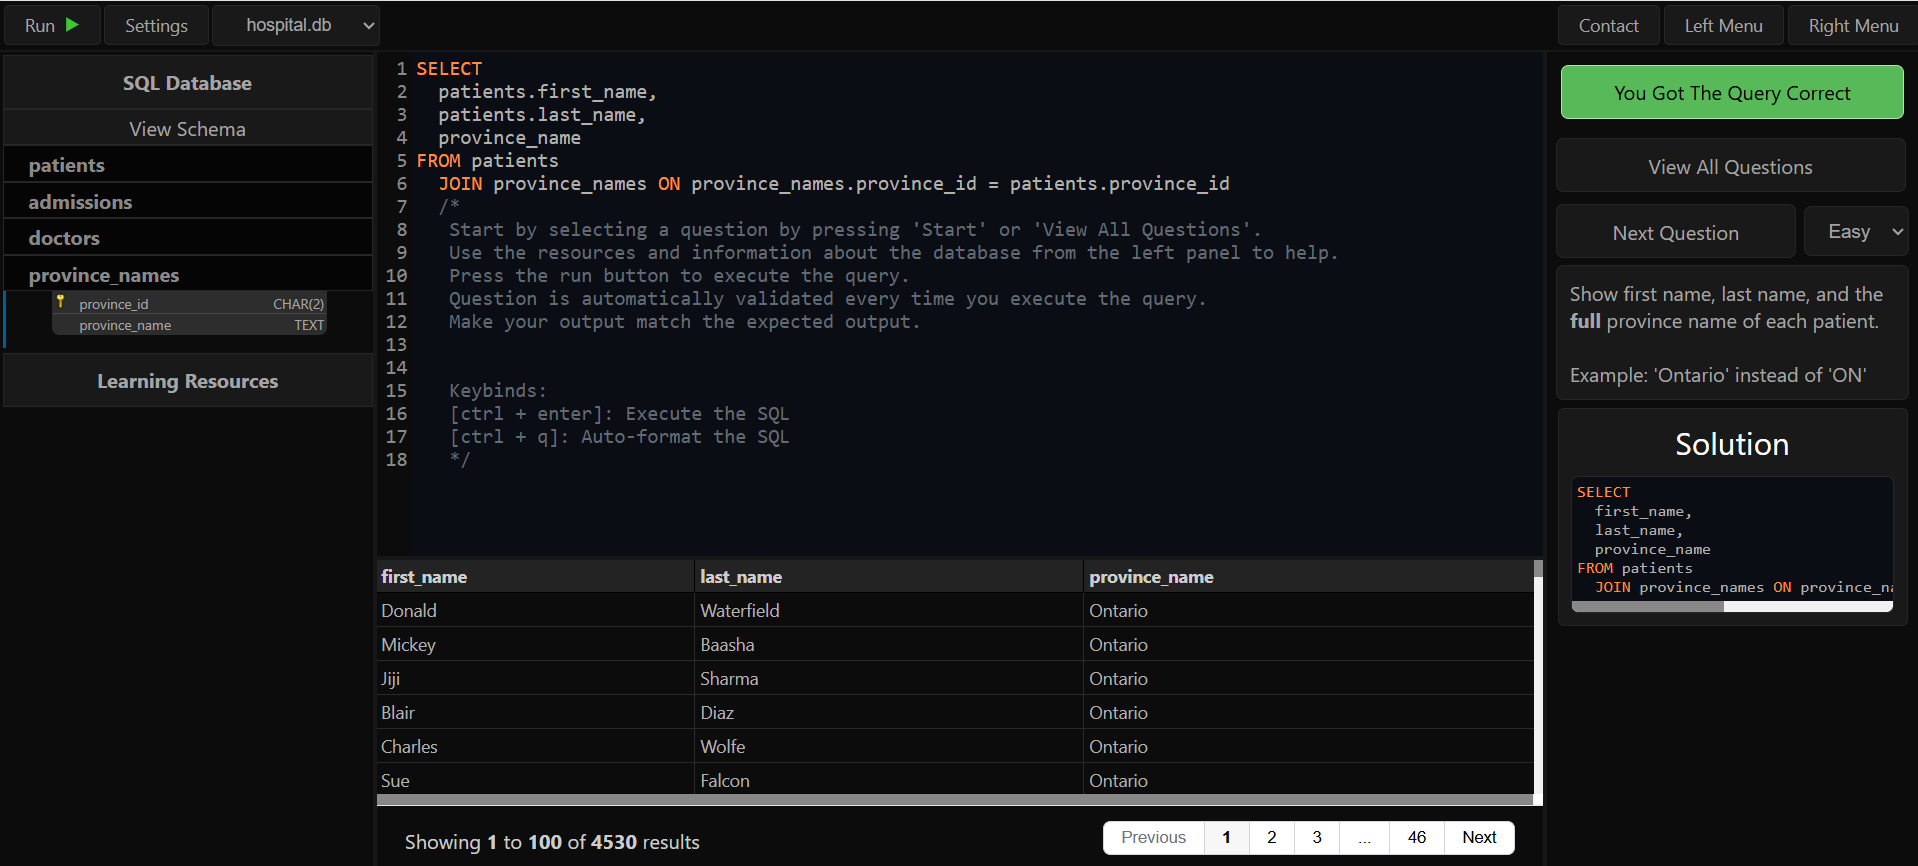 Run
Settings
hospital.db
Contact
Left Menu
Right Menu
SQL Database
View Schema
patients
admissions
doctors
province_names
province_id CHAR(2)
province_name TEXT
Learning Resources
1 SELECT
2 patients.first_name,
3 patients.last_name,
4 province_name
5 FROM patients
6 JOIN province_names ON province_names.province_id = patients.province_id
7 /*
8 Start by selecting a question by pressing 'Start' or 'View All Questions'.
9 Use the resources and information about the database from the left panel to help.
10 Press the run button to execute the query.
11 Question is automatically validated every time you execute the query.
12 Make your output match the expected output.
13
14
15 Keybinds:
16 [ctrl + enter]: Execute the SQL
17 [ctrl + q]: Auto-format the SQL
18 */
first_name last_name province_name
Donald Waterfield Ontario
Mickey Baasha Ontario
Jiji Sharma Ontario
Blair Diaz Ontario
Charles Wolfe Ontario
Sue Falcon Ontario
Showing 1 to 100 of 4530 results
Previous 1 2 3 ... 46 Next
You Got The Query Correct
View All Questions
Next Question
Easy
Show first name, last name, and the
full province name of each patient.
Example: 'Ontario' instead of 'ON'
Solution
SELECT
first_name,
last_name,
province_name
FROM patients
JOIN province_names ON province_na